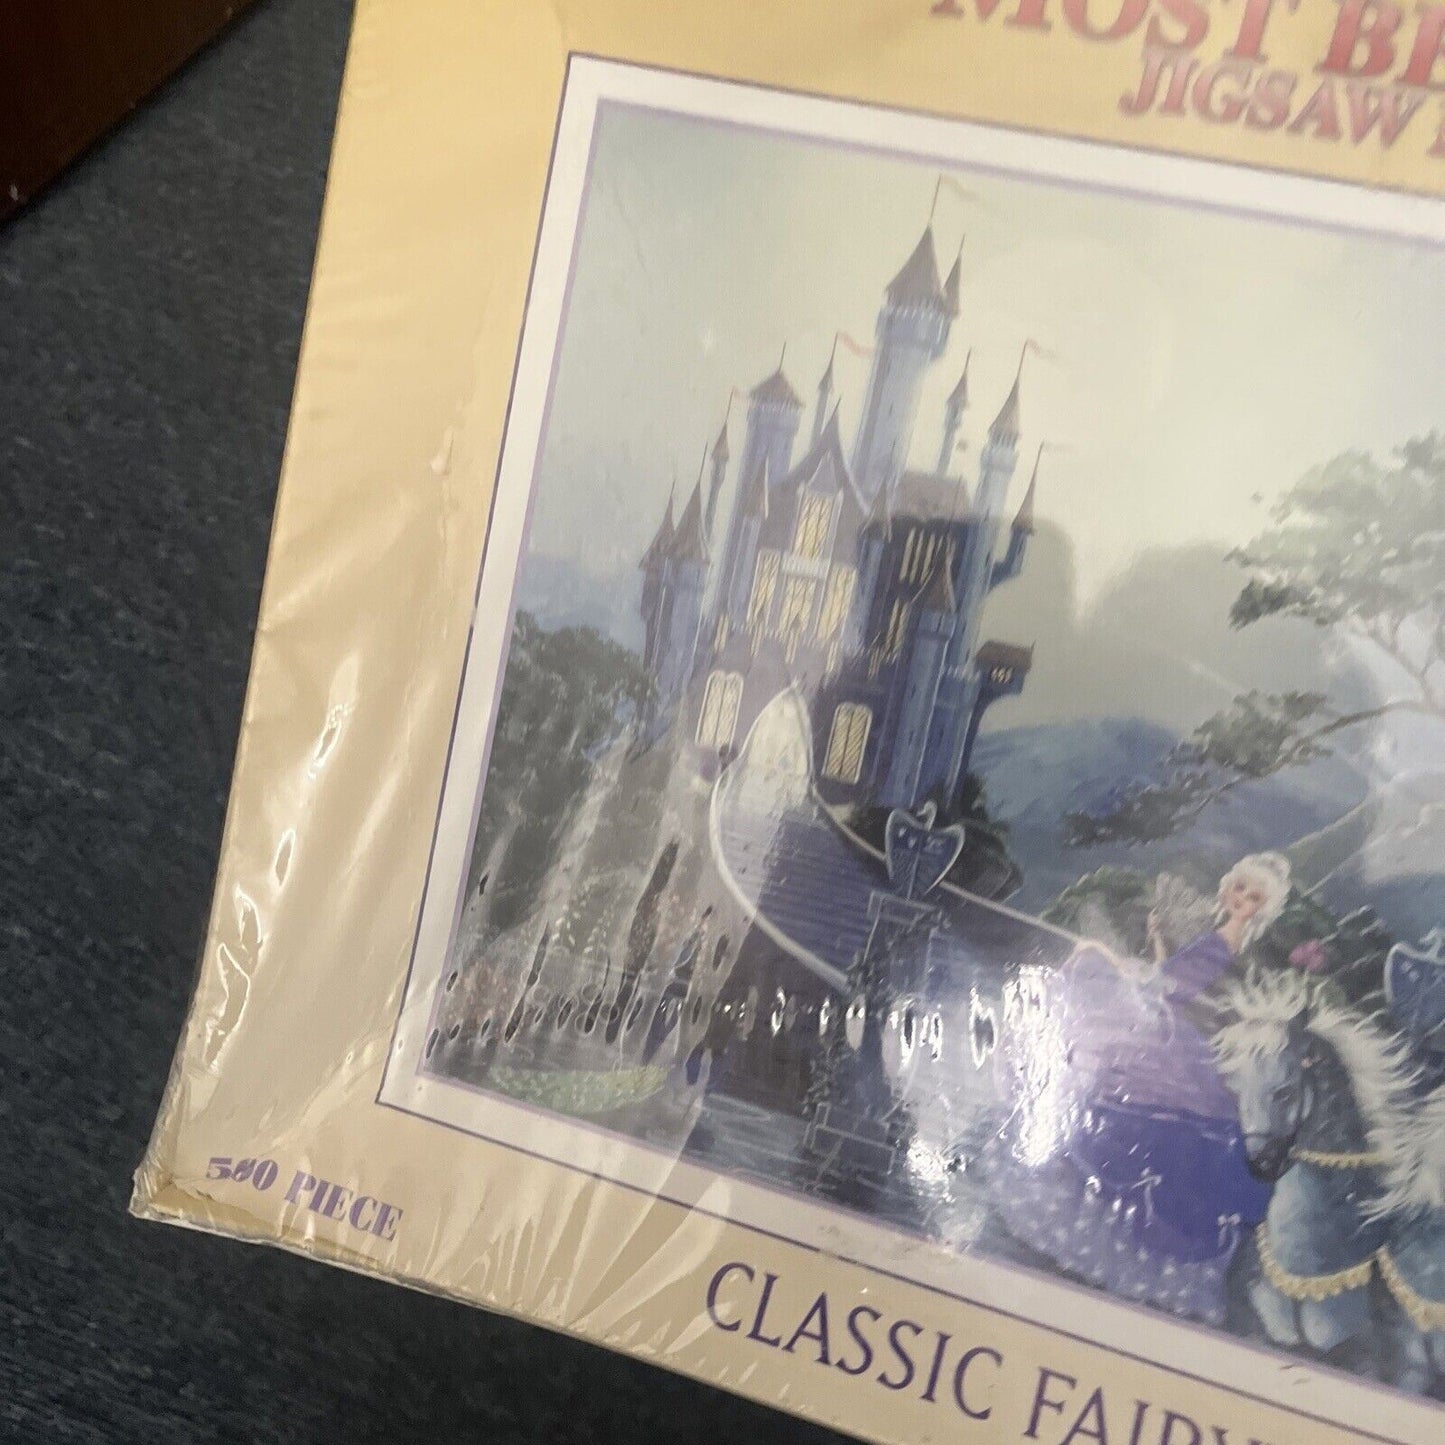 MOST BE
JIGSAW
500 PIECE
CLASSIC FAIRY